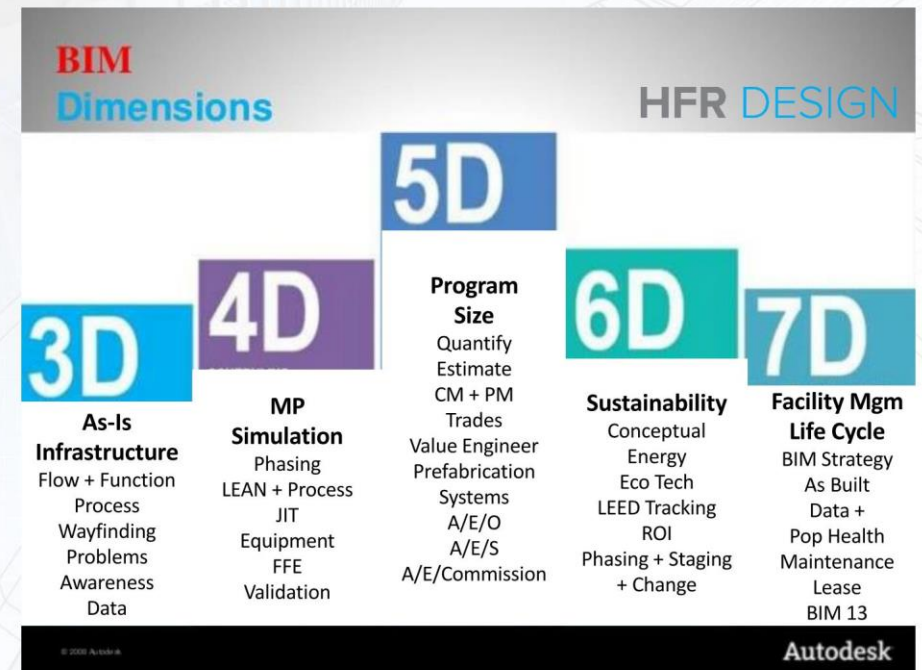 BIM
Dimensions
HFR DESIGN
3D
As-Is
Infrastructure
Flow + Function
Process
Wayfinding
Problems
Awareness
Data
4D
MP
Simulation
Phasing
LEAN + Process
JIT
Equipment
FFE
Validation
5D
Program
Size
Quantify
Estimate
CM + PM
Trades
Value Engineer
Prefabrication
Systems
A/E/O
A/E/S
A/E/Commission
6D
Sustainability
Conceptual
Energy
Eco Tech
LEED Tracking
ROI
Phasing + Staging
+ Change
7D
Facility Mgm
Life Cycle
BIM Strategy
As Built
Data +
Pop Health
Maintenance
Lease
BIM 13
© 2008 Autodesk
Autodesk